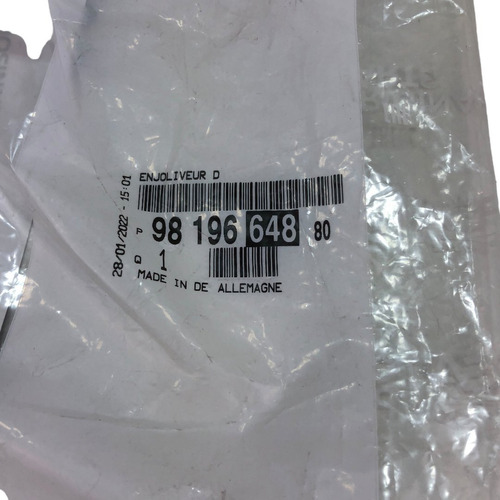 ENJOLIVEUR D
28/01/2022 - 15:01
P 98 196 648 80
Q 1
MADE IN DE ALLEMAGNE